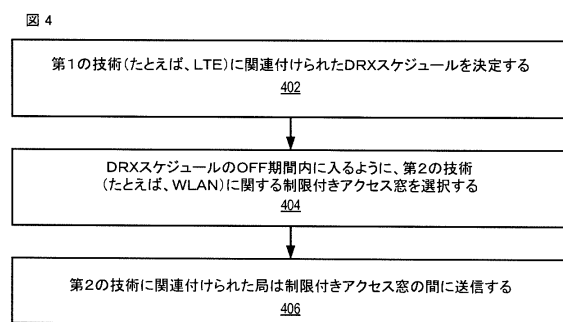 図 4
第1の技術(たとえば、LTE)に関連付けられたDRXスケジュールを決定する
402
DRXスケジュールのOFF期間内に入るように、第2の技術
(たとえば、WLAN)に関する制限付きアクセス窓を選択する
404
第2の技術に関連付けられた局は制限付きアクセス窓の間に送信する
406